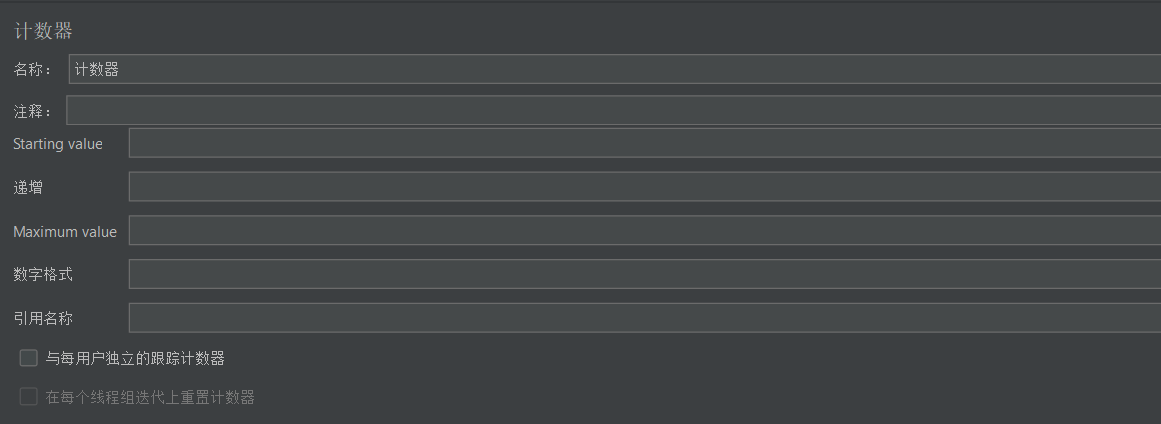 计数器
名称： 计数器
注释：
Starting value
递增
Maximum value
数字格式
引用名称
与每用户独立的跟踪计数器
在每个线程组迭代上重置计数器